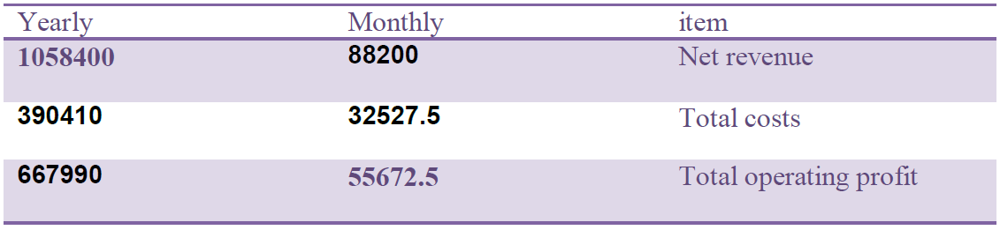 Yearly Monthly item
1058400 88200 Net revenue
390410 32527.5 Total costs
667990 55672.5 Total operating profit